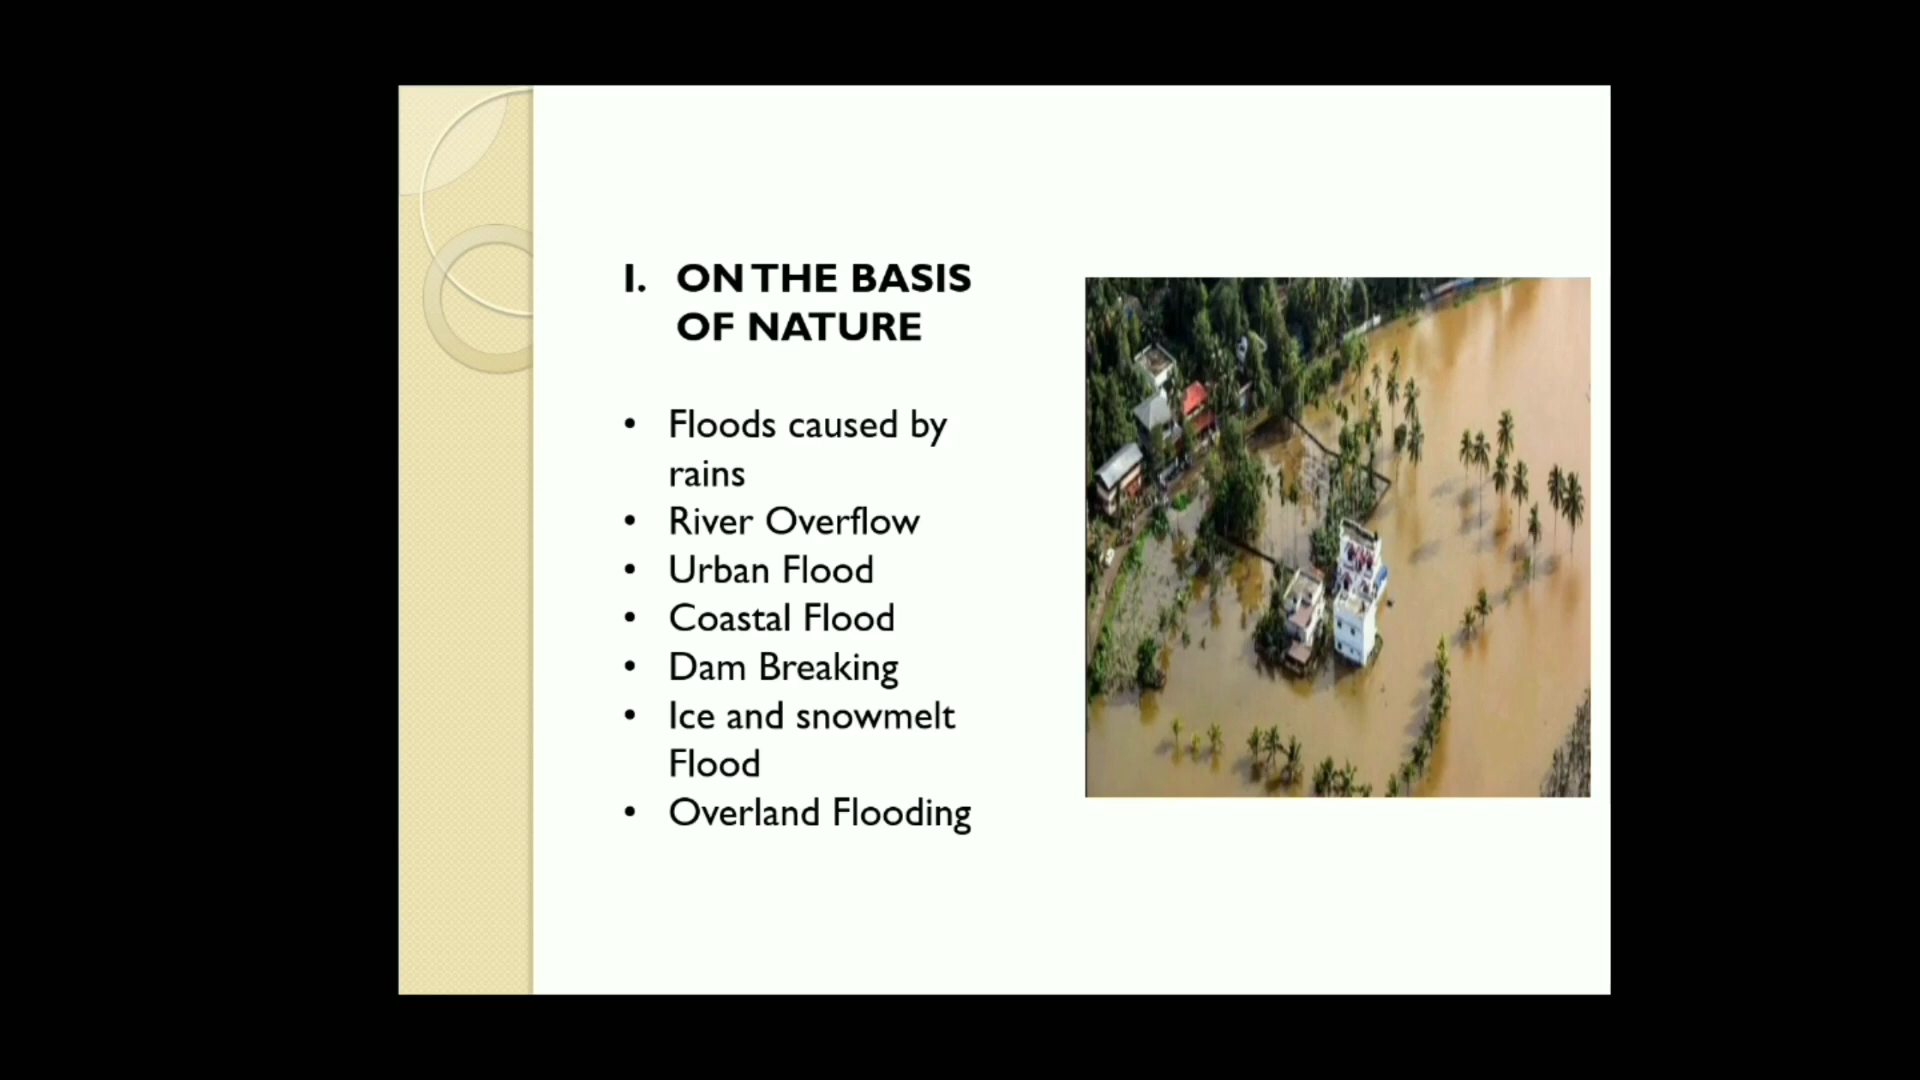 I. ON THE BASIS
OF NATURE
• Floods caused by
rains
• River Overflow
• Urban Flood
• Coastal Flood
• Dam Breaking
• Ice and snowmelt
Flood
• Overland Flooding